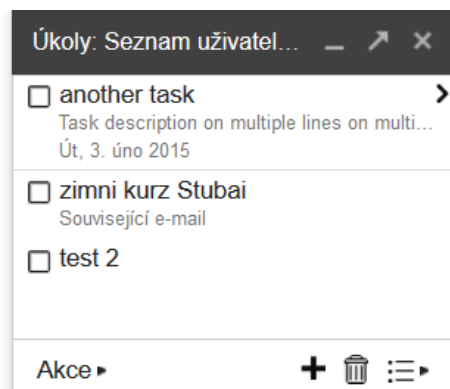 Úkoly: Seznam uživatel...
another task
Task description on multiple lines on multi...
Út, 3. úno 2015
zimni kurz Stubai
Související e-mail
test 2
Akce